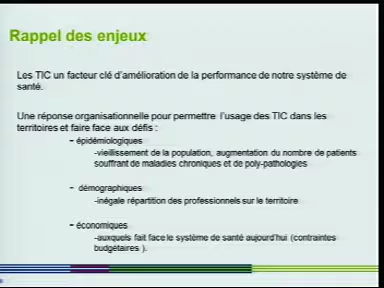 Rappel des enjeux
Les TIC un facteur clé d'amélioration de la performance de notre système de
santé.
Une réponse organisationnelle pour permettre l'usage des TIC dans les
territoires et faire face aux défis :
- épidémiologiques
-vieillissement de la population, augmentation du nombre de patients
souffrant de maladies chroniques et de poly-pathologies
- démographiques
-inégale répartition des professionnels sur le territoire
- économiques
-auxquels fait face le système de santé aujourd'hui (contraintes
budgétaires ).